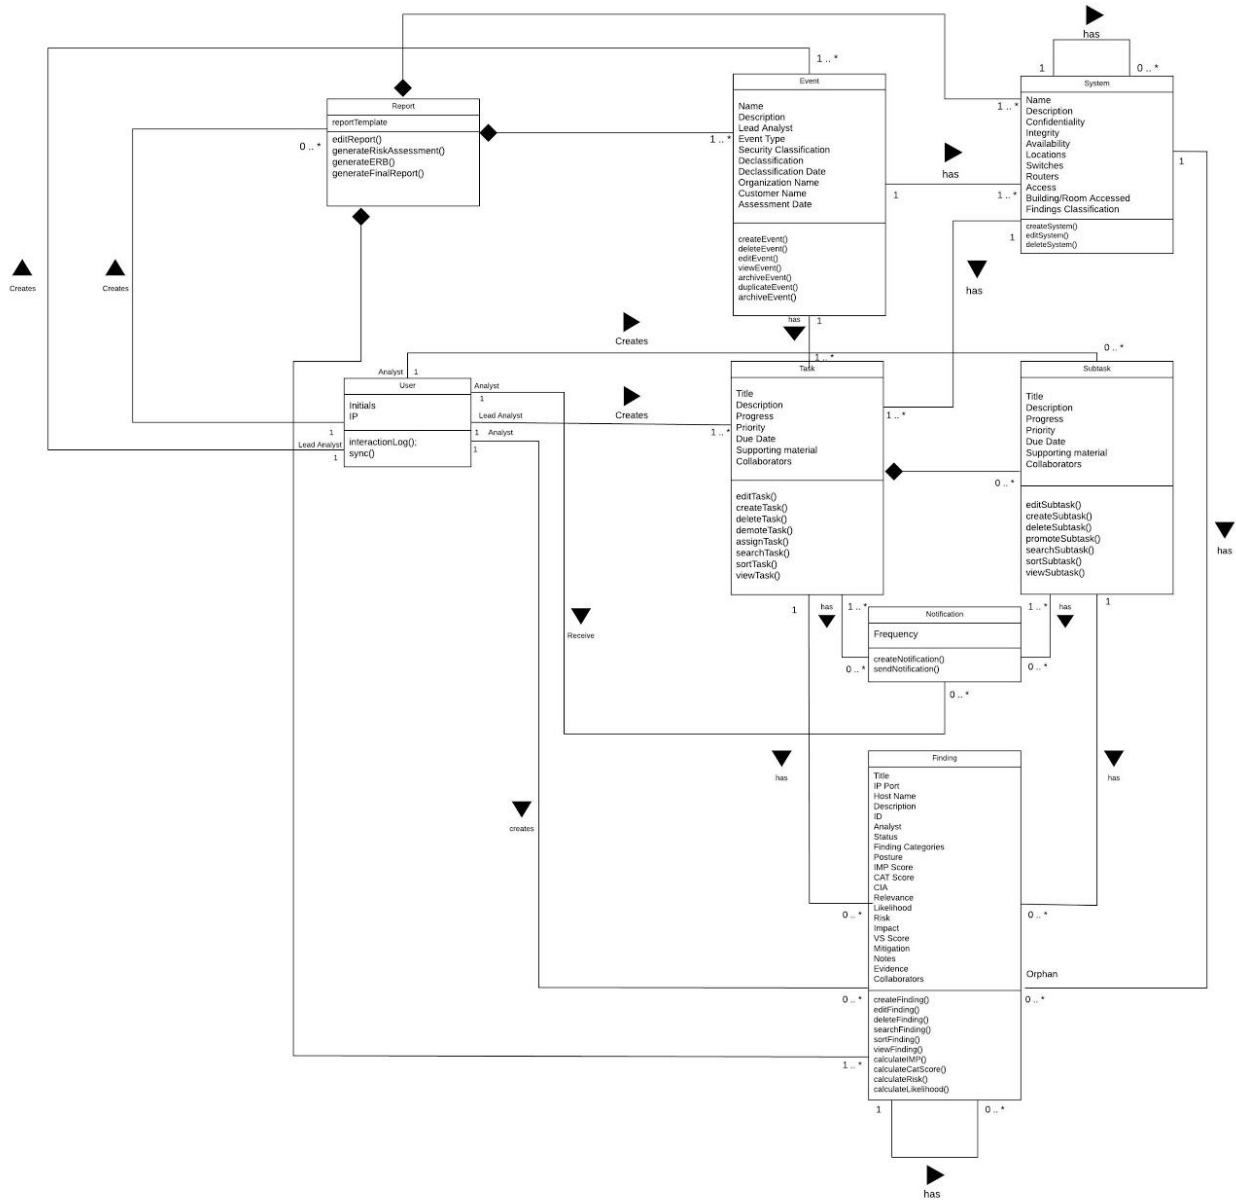 has
1
0 .. *
1 .. *
Report
reportTemplate
editReport()
generateRiskAssessment()
generateERB()
generateFinalReport()
0 .. *
1 .. *
Event
Name
Description
Lead Analyst
Event Type
Security Classification
Declassification
Declassification Date
Organization Name
Customer Name
Assessment Date
createEvent()
deleteEvent()
editEvent()
viewEvent()
archiveEvent()
duplicateEvent()
archiveEvent()
has
1
1 .. *
System
Name
Description
Confidentiality
Integrity
Availability
Locations
Switches
Routers
Access
Building/Room Accessed
Findings Classification
createSystem()
editSystem()
deleteSystem()
1 .. *
1
1
has
Creates
Creates
has
1
1 .. *
Creates
0 .. *
Analyst
1
User
Initials
IP
interactionLog();
sync()
1
Lead Analyst
1
Analyst
1
Lead Analyst
1
Analyst
1
Creates
1 .. *
Task
Title
Description
Progress
Priority
Due Date
Supporting material
Collaborators
editTask()
createTask()
deleteTask()
demoteTask()
assignTask()
searchTask()
sortTask()
viewTask()
1 .. *
0 .. *
Subtask
Title
Description
Progress
Priority
Due Date
Supporting material
Collaborators
editSubtask()
createSubtask()
deleteSubtask()
promoteSubtask()
searchSubtask()
sortSubtask()
viewSubtask()
has
1
has
1 .. *
0 .. *
Notification
Frequency
createNotification()
sendNotification()
1 .. *
has
0 .. *
1
0 .. *
Receive
has
has
creates
Finding
Title
IP Port
Host Name
Description
ID
Analyst
Status
Finding Categories
Posture
IMP Score
CAT Score
CIA
Relevance
Likelihood
Risk
Impact
VS Score
Mitigation
Notes
Evidence
Collaborators
createFinding()
editFinding()
deleteFinding()
searchFinding()
sortFinding()
viewFinding()
calculateIMP()
calculateCatScore()
calculateRisk()
calculateLikelihood()
0 .. *
0 .. *
0 .. *
Orphan
0 .. *
1 .. *
1
0 .. *
has